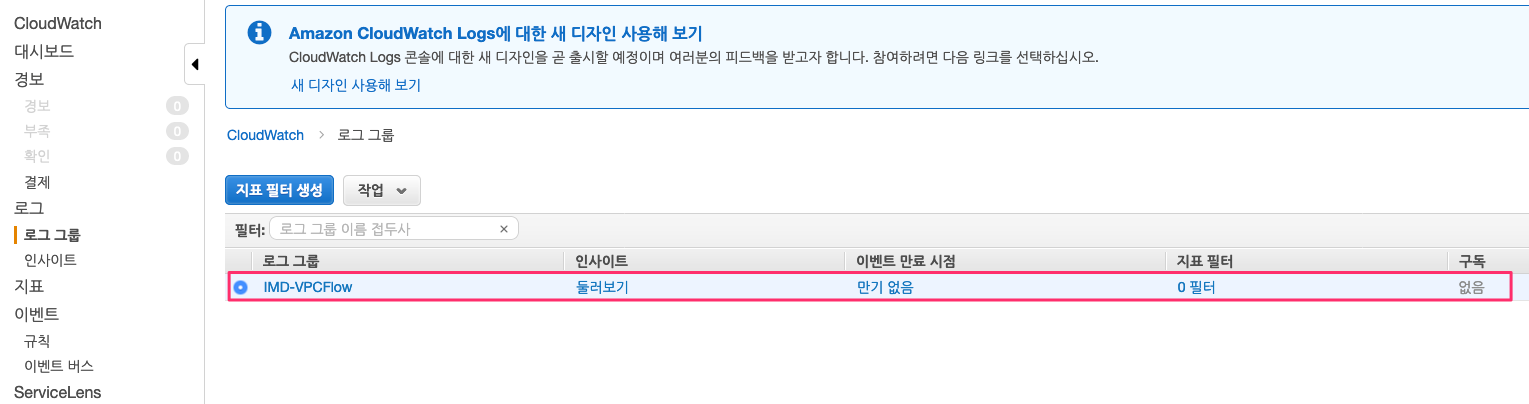 CloudWatch
대시보드
경보
경보 0
부족 0
확인 0
결제
로그
로그 그룹
인사이트
지표
이벤트
규칙
이벤트 버스
ServiceLens
Amazon CloudWatch Logs에 대한 새 디자인 사용해 보기
CloudWatch Logs 콘솔에 대한 새 디자인을 곧 출시할 예정이며 여러분의 피드백을 받고자 합니다. 참여하려면 다음 링크를 선택하십시오.
새 디자인 사용해 보기
CloudWatch > 로그 그룹
지표 필터 생성 작업
필터: 로그 그룹 이름 접두사 ×
로그 그룹 인사이트 이벤트 만료 시점 지표 필터 구독
IMD-VPCFlow 둘러보기 만기 없음 0 필터 없음